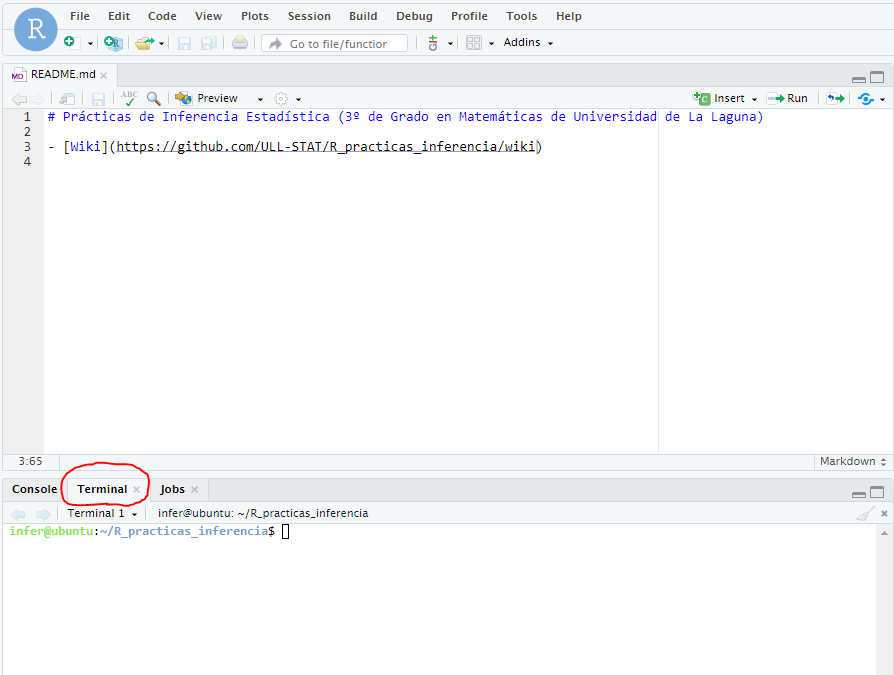 R
File Edit Code View Plots Session Build Debug Profile Tools Help
R Go to file/functior Addins
MD README.md
ABC Preview C Insert Run
1 # Prácticas de Inferencia Estadística (3º de Grado en Matemáticas de Universidad de La Laguna)
2
3 - [Wiki](https://github.com/ULL-STAT/R_practicas_inferencia/wiki)
4
3:65 Markdown
Console Terminal Jobs
Terminal 1 infer@ubuntu: ~/R_practicas_inferencia
infer@ubuntu:~/R_practicas_inferencia$